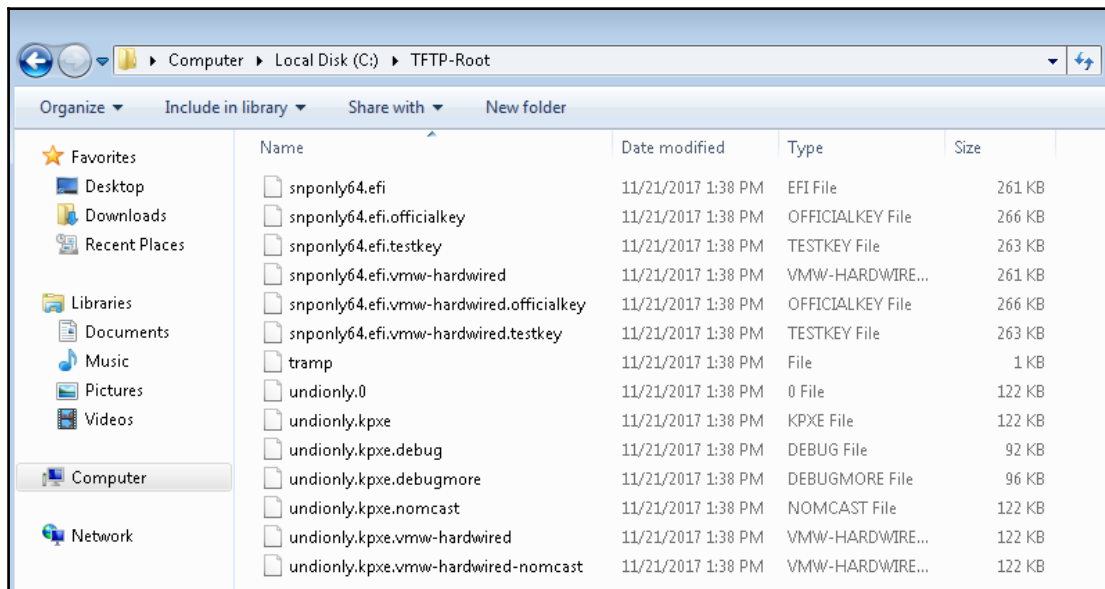 Computer Local Disk (C:) TFTP-Root
Organize Include in library Share with New folder
Favorites
Desktop
Downloads
Recent Places
Libraries
Documents
Music
Pictures
Videos
Computer
Network
Name Date modified Type Size
snponly64.efi 11/21/2017 1:38 PM EFI File 261 KB
snponly64.efi.officialkey 11/21/2017 1:38 PM OFFICIALKEY File 266 KB
snponly64.efi.testkey 11/21/2017 1:38 PM TESTKEY File 263 KB
snponly64.efi.vmw-hardwired 11/21/2017 1:38 PM VMW-HARDWIRE... 261 KB
snponly64.efi.vmw-hardwired.officialkey 11/21/2017 1:38 PM OFFICIALKEY File 266 KB
snponly64.efi.vmw-hardwired.testkey 11/21/2017 1:38 PM TESTKEY File 263 KB
tramp 11/21/2017 1:38 PM File 1 KB
undionly.0 11/21/2017 1:38 PM 0 File 122 KB
undionly.kpxe 11/21/2017 1:38 PM KPXE File 122 KB
undionly.kpxe.debug 11/21/2017 1:38 PM DEBUG File 92 KB
undionly.kpxe.debugmore 11/21/2017 1:38 PM DEBUGMORE File 96 KB
undionly.kpxe.nomcast 11/21/2017 1:38 PM NOMCAST File 122 KB
undionly.kpxe.vmw-hardwired 11/21/2017 1:38 PM VMW-HARDWIRE... 122 KB
undionly.kpxe.vmw-hardwired-nomcast 11/21/2017 1:38 PM VMW-HARDWIRE... 122 KB